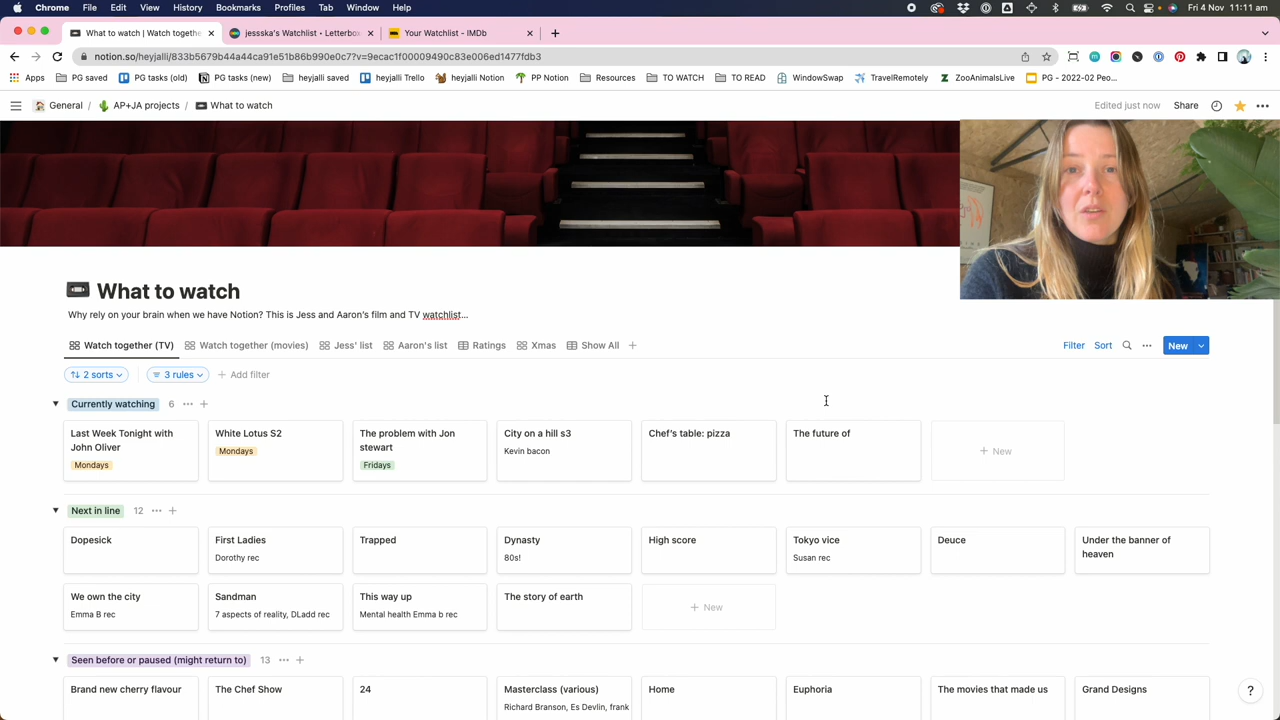 Chrome File Edit View History Bookmarks Profiles Tab Window Help Fri 4 Nov 11:11 am
What to watch | Watch togethe jessska's Watchlist • Letterbox Your Watchlist - IMDb
notion.so/heyjalli/833b5679b44a44ca91e51b86b990e0c7?v=9ecac1f00009490c83e006ed1477fdb3
Apps PG saved PG tasks (old) PG tasks (new) heyjalli saved heyjalli Trello heyjalli Notion PP Notion Resources TO WATCH TO READ WindowSwap TravelRemotely ZooAnimalsLive PG - 2022-02 Peo...
General / AP+JA projects / What to watch Edited just now Share
What to watch
Why rely on your brain when we have Notion? This is Jess and Aaron's film and TV watchlist...
Watch together (TV) Watch together (movies) Jess' list Aaron's list Ratings Xmas Show All Filter Sort New
2 sorts 3 rules + Add filter
Currently watching 6
Last Week Tonight with
John Oliver
Mondays
White Lotus S2
Mondays
The problem with Jon
stewart
Fridays
City on a hill s3
Kevin bacon
Chef's table: pizza
The future of
+ New
Next in line 12
Dopesick
First Ladies
Dorothy rec
Trapped
Dynasty
80s!
High score
Tokyo vice
Susan rec
Deuce
Under the banner of
heaven
We own the city
Emma B rec
Sandman
7 aspects of reality, DLadd rec
This way up
Mental health Emma b rec
The story of earth
+ New
Seen before or paused (might return to) 13
Brand new cherry flavour
The Chef Show
24
Masterclass (various)
Richard Branson, Es Devlin, frank
Home
Euphoria
The movies that made us
Grand Designs
?